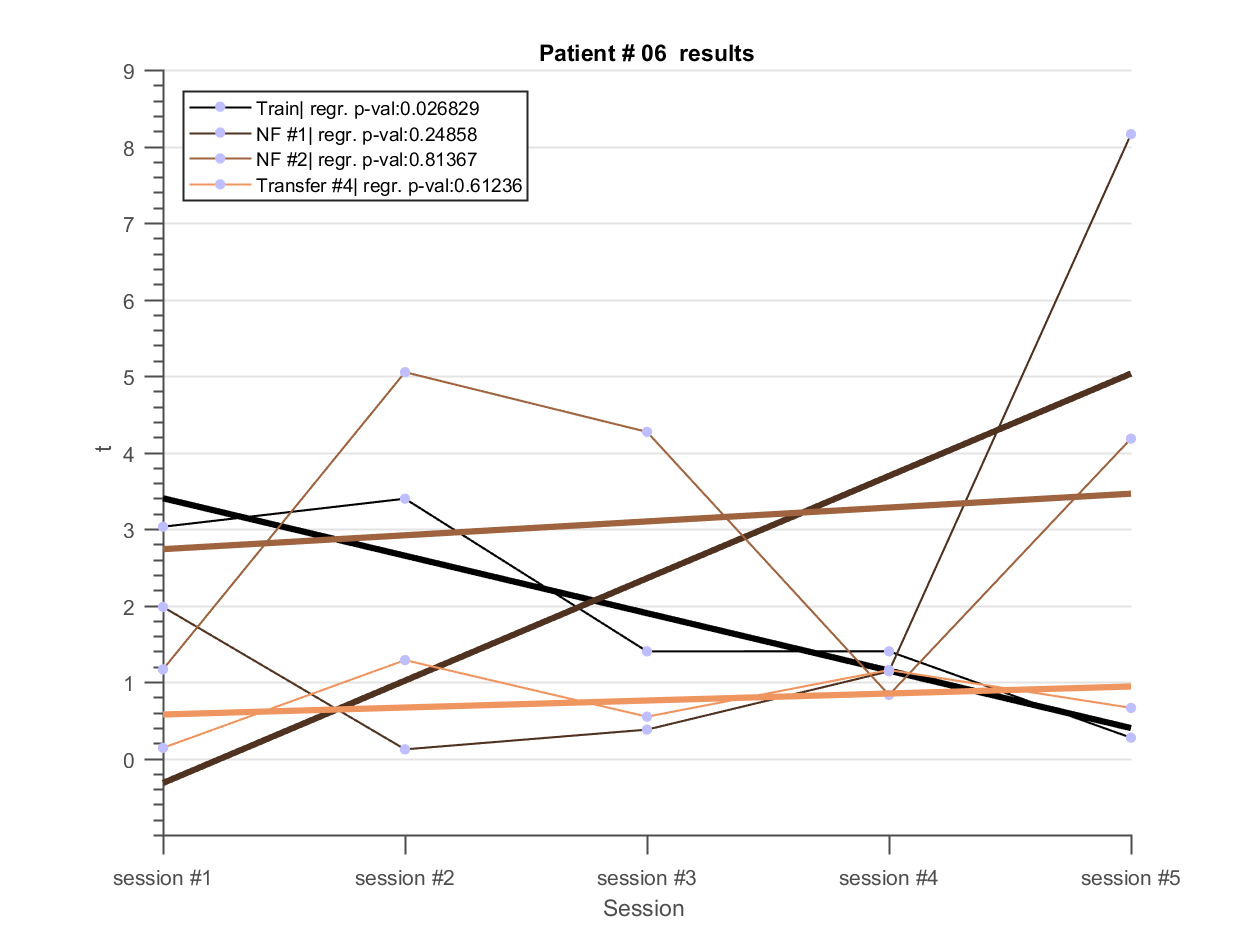 Patient # 06  results
Train| regr. p-val:0.026829
NF #1| regr. p-val:0.24858
NF #2| regr. p-val:0.81367
Transfer #4| regr. p-val:0.61236
9
8
7
6
5
4
3
2
1
0
t
session #1
session #2
session #3
session #4
session #5
Session